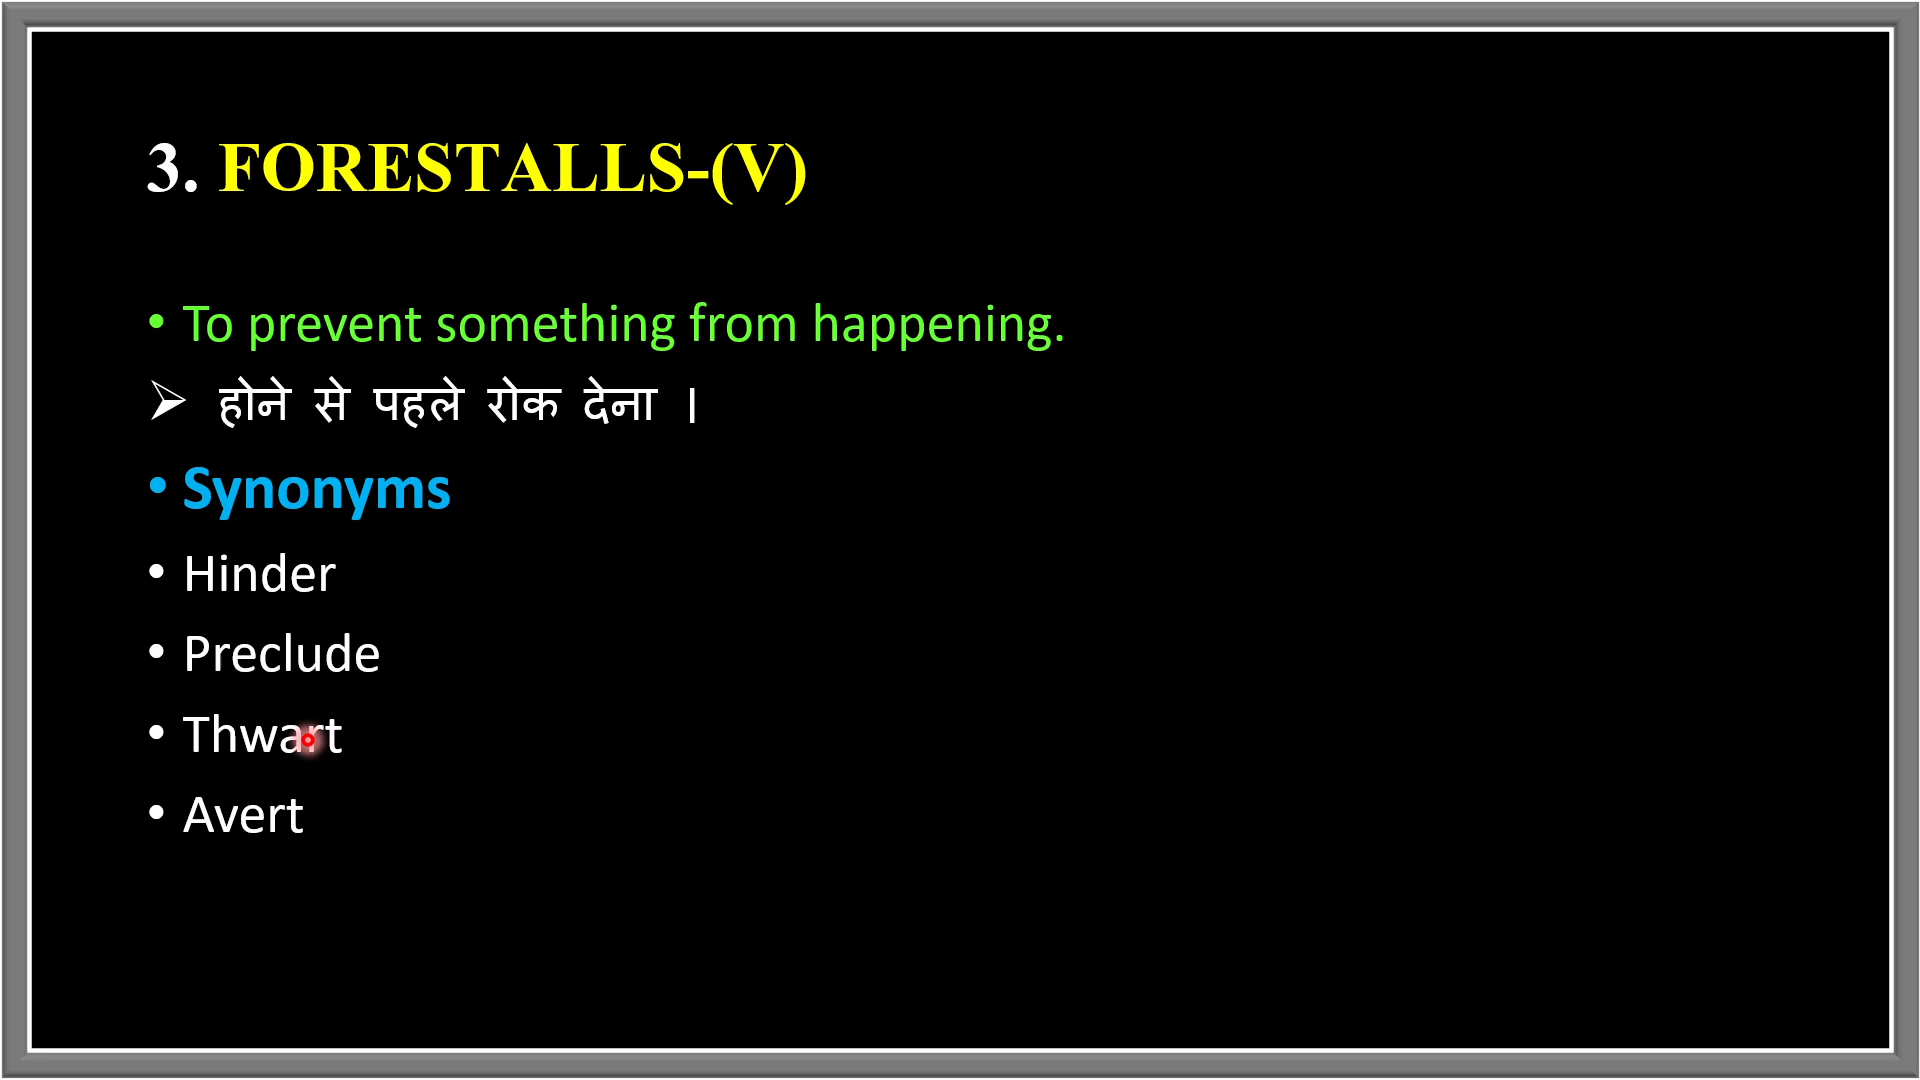 3. FORESTALLS-(V)
• To prevent something from happening.
➢ होने से पहले रोक देना ।
• Synonyms
• Hinder
• Preclude
• Thwart
• Avert